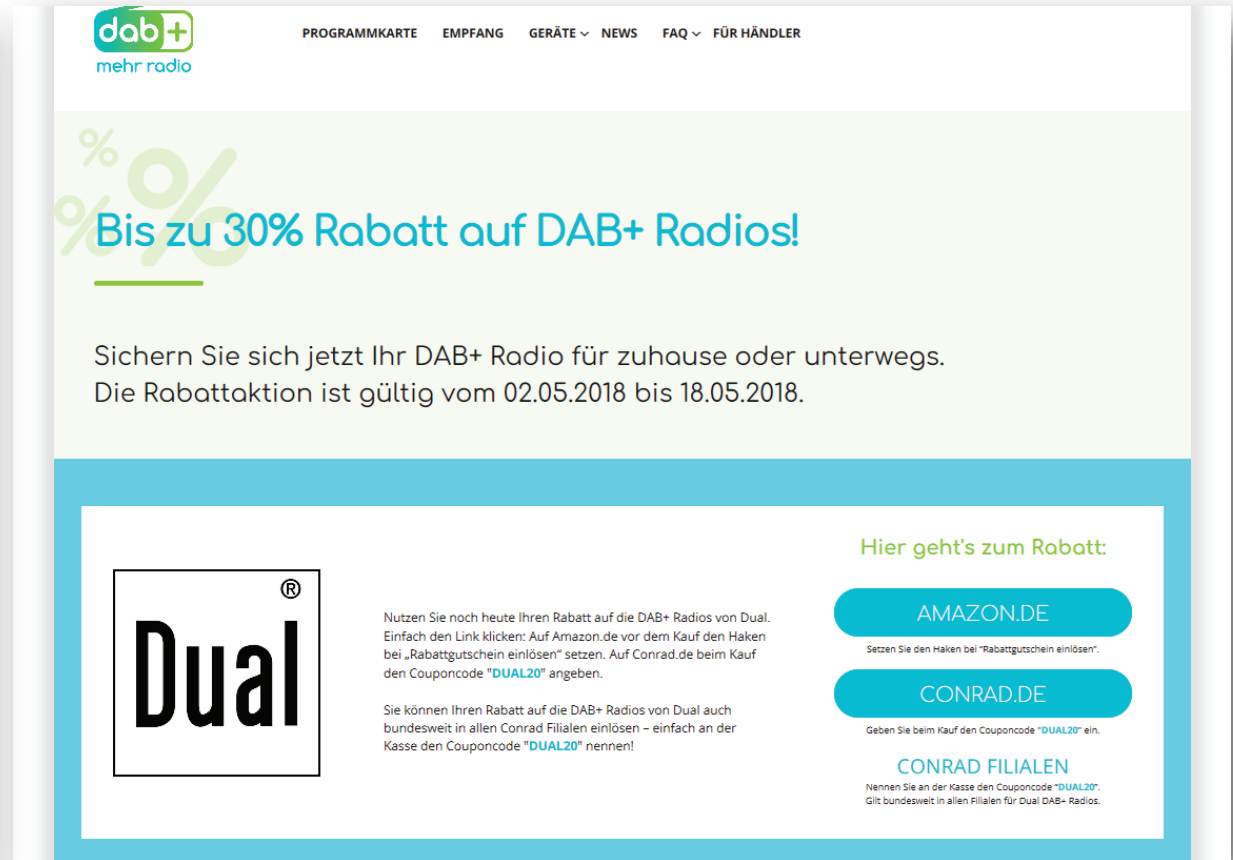 dab+
mehr radio
PROGRAMMKARTE EMPFANG GERÄTE NEWS FAQ FÜR HÄNDLER
% % %
Bis zu 30% Rabatt auf DAB+ Radios!
Sichern Sie sich jetzt Ihr DAB+ Radio für zuhause oder unterwegs.
Die Rabattaktion ist gültig vom 02.05.2018 bis 18.05.2018.
Dual®
Nutzen Sie noch heute Ihren Rabatt auf die DAB+ Radios von Dual.
Einfach den Link klicken: Auf Amazon.de vor dem Kauf den Haken
bei „Rabattgutschein einlösen“ setzen. Auf Conrad.de beim Kauf
den Couponcode "DUAL20" angeben.
Sie können Ihren Rabatt auf die DAB+ Radios von Dual auch
bundesweit in allen Conrad Filialen einlösen – einfach an der
Kasse den Couponcode "DUAL20" nennen!
Hier geht's zum Rabatt:
AMAZON.DE
Setzen Sie den Haken bei "Rabattgutschein einlösen".
CONRAD.DE
Geben Sie beim Kauf den Couponcode "DUAL20" ein.
CONRAD FILIALEN
Nennen Sie an der Kasse den Couponcode "DUAL20".
Gilt bundesweit in allen Filialen für Dual DAB+ Radios.